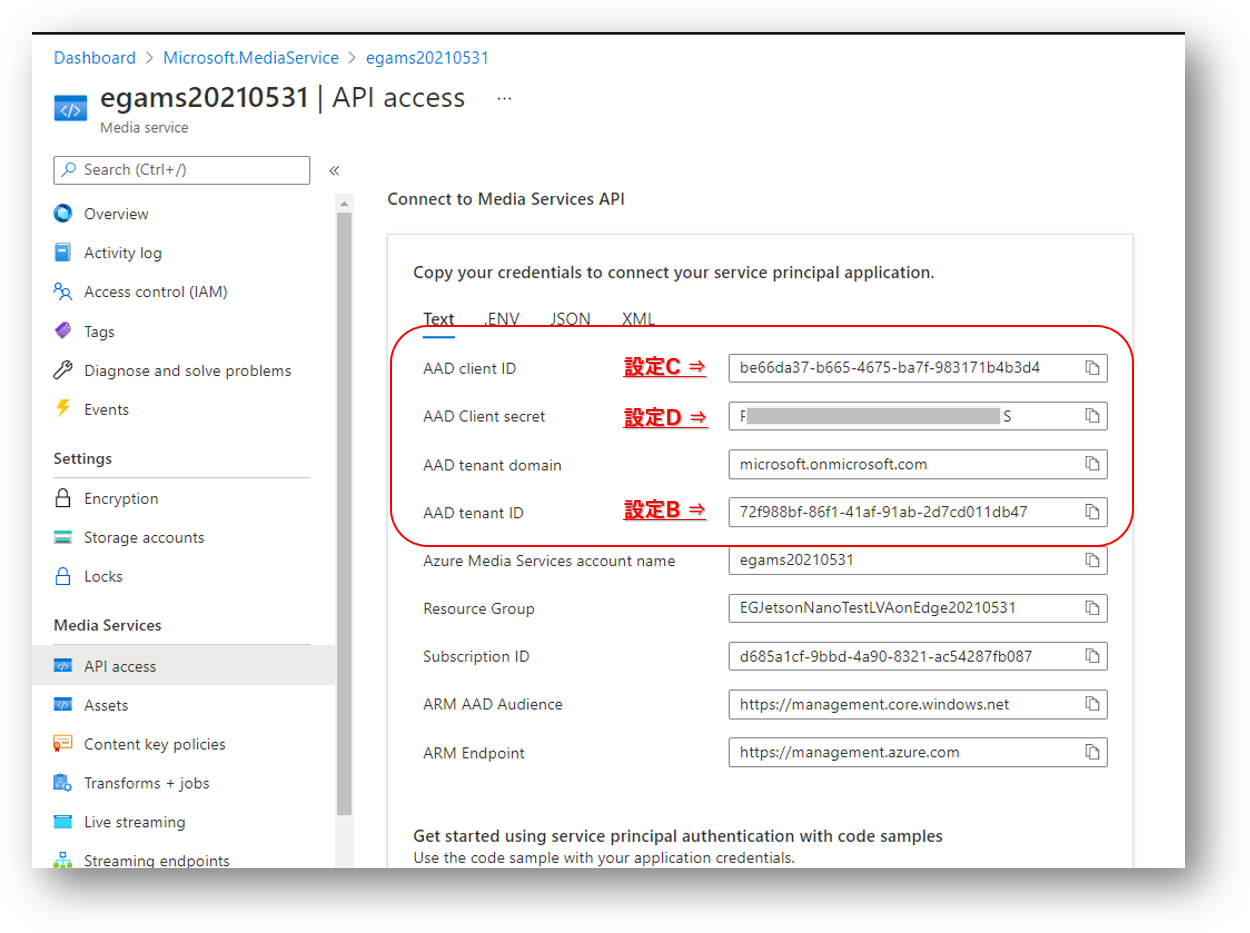 Dashboard > Microsoft.MediaService > egams20210531
egams20210531 | API access ...
Media service
Search (Ctrl+/) «
Overview
Activity log
Access control (IAM)
Tags
Diagnose and solve problems
Events
Settings
Encryption
Storage accounts
Locks
Media Services
API access
Assets
Content key policies
Transforms + jobs
Live streaming
Streaming endpoints
Connect to Media Services API
Copy your credentials to connect your service principal application.
Text .ENV JSON XML
AAD client ID 設定C ⇒ be66da37-b665-4675-ba7f-983171b4b3d4
AAD Client secret 設定D ⇒ S
AAD tenant domain microsoft.onmicrosoft.com
AAD tenant ID 設定B ⇒ 72f988bf-86f1-41af-91ab-2d7cd011db47
Azure Media Services account name egams20210531
Resource Group EGJetsonNanoTestLVAonEdge20210531
Subscription ID d685a1cf-9bbd-4a90-8321-ac54287fb087
ARM AAD Audience https://management.core.windows.net
ARM Endpoint https://management.azure.com
Get started using service principal authentication with code samples
Use the code sample with your application credentials.